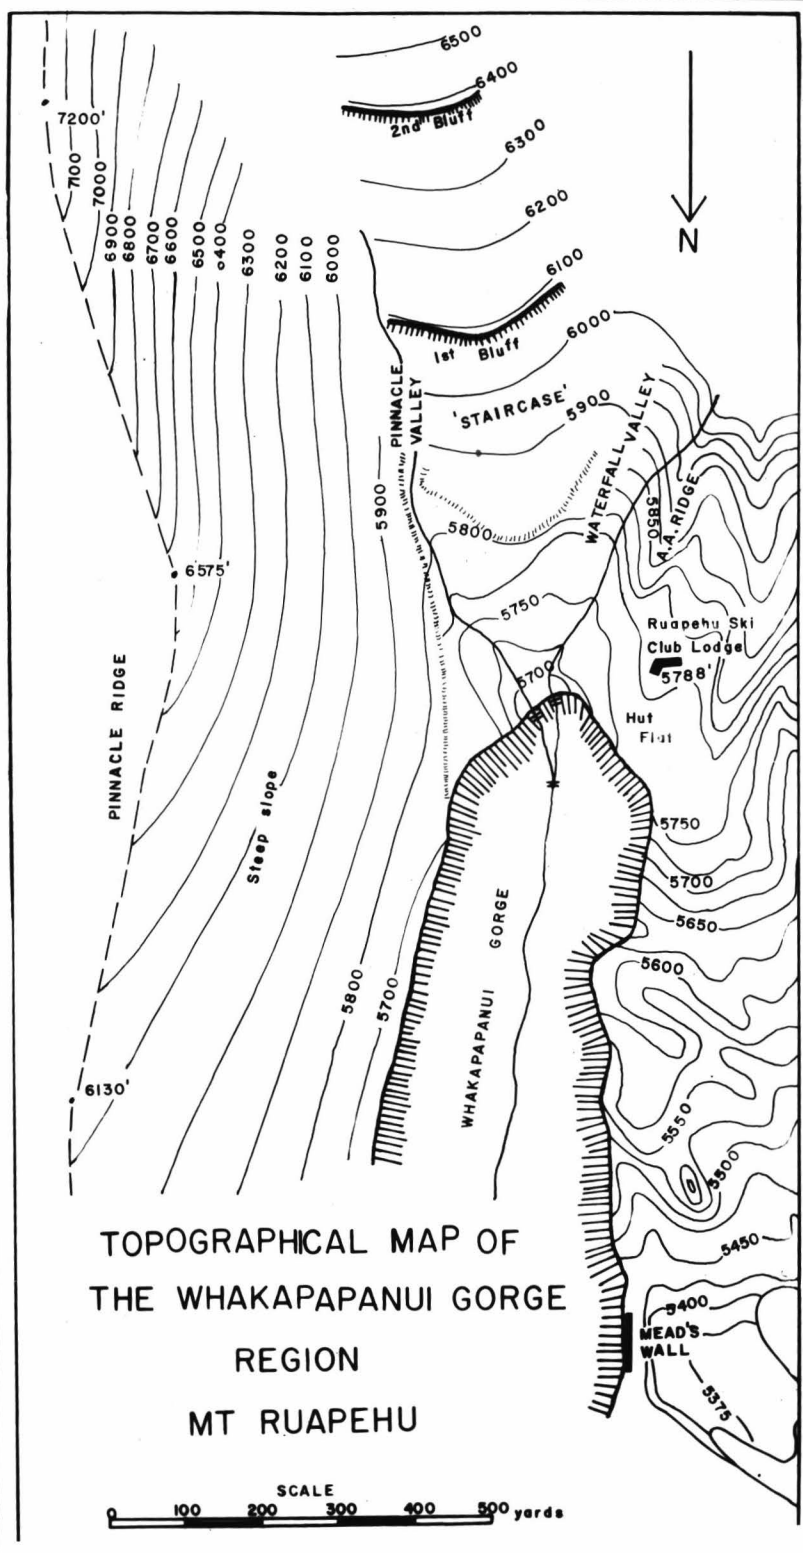 6500
6400
2nd Bluff
6300
6200
6100
1st Bluff
6000
N
7200'
7100
7000
6900
6800
6700
6600
6500
6400
6300
6200
6100
6000
PINNACLE
VALLEY
'STAIRCASE'
5900
WATERFALL VALLEY
5850
A.A. RIDGE
5900
5800
6575'
5750
5700
Ruapehu Ski
Club Lodge
5788'
Hut
Flat
PINNACLE RIDGE
Steep slope
5750
5700
5650
5600
WHAKAPAPANUI GORGE
5800
5700
6130'
5550
5500
5450
5400
MEAD'S
WALL
5375
TOPOGRAPHICAL MAP OF
THE WHAKAPAPANUI GORGE
REGION
MT RUAPEHU
SCALE
0 100 200 300 400 500 yards